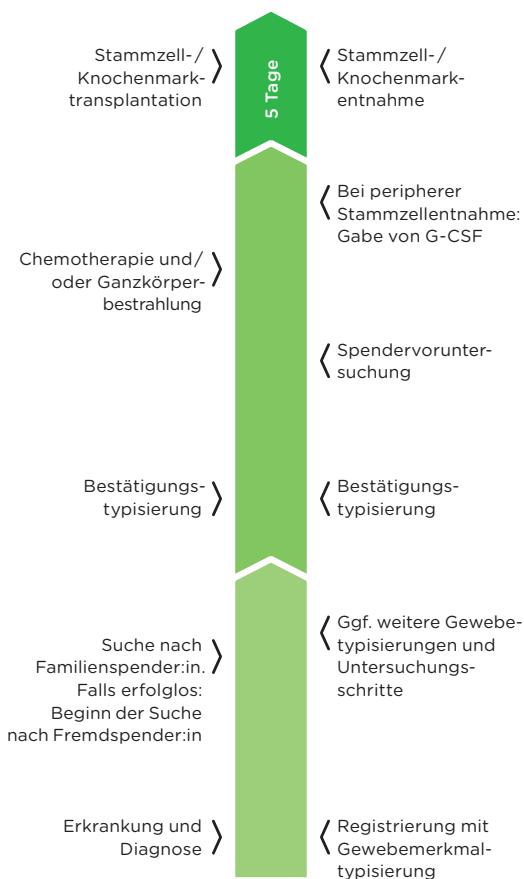 Stammzell-/
Knochenmark-
transplantation
5 Tage
Stammzell-/
Knochenmark-
entnahme
Bei peripherer
Stammzellentnahme:
Gabe von G-CSF
Chemotherapie und/
oder Ganzkörper-
bestrahlung
Spendervorunter-
suchung
Bestätigungs-
typisierung
Bestätigungs-
typisierung
Ggf. weitere Gewebe-
typisierungen und
Untersuchungs-
schritte
Suche nach
Familienspender:in.
Falls erfolglos:
Beginn der Suche
nach Fremdspender:in
Erkrankung und
Diagnose
Registrierung mit
Gewebemerkmal-
typisierung